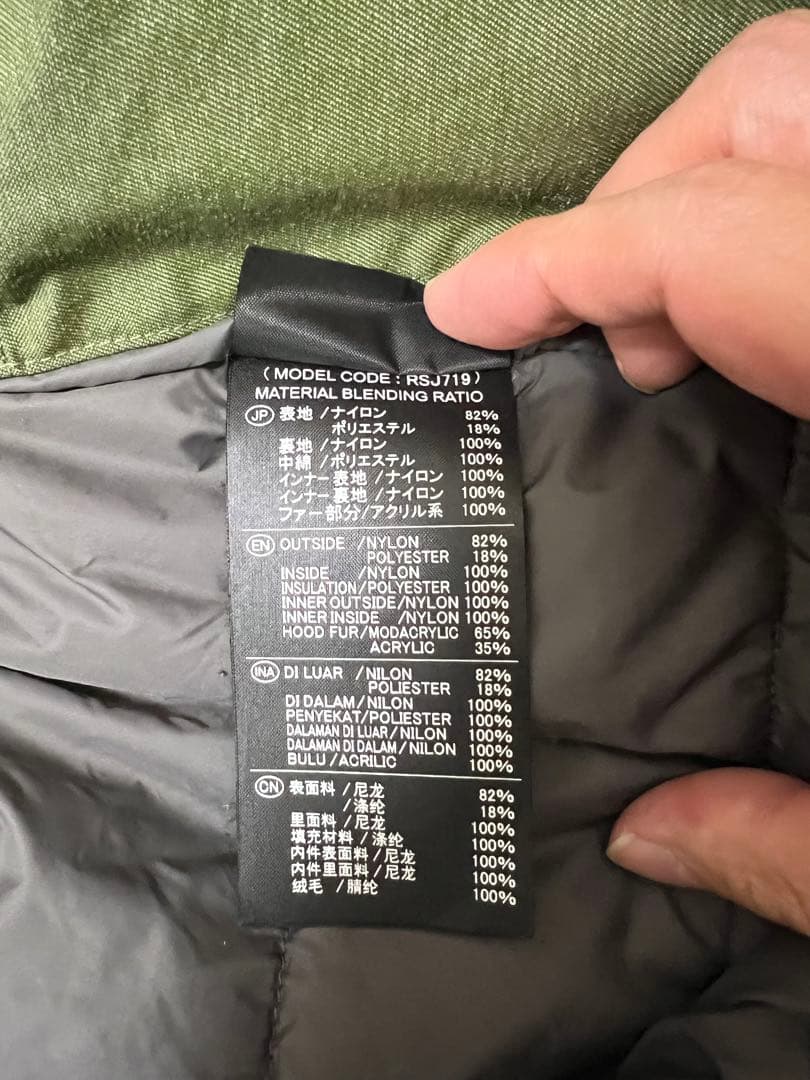 ( MODEL CODE : RSJ719 )
MATERIAL BLENDING RATIO
JP 表地 / ナイロン 82%
ポリエステル 18%
裏地 / ナイロン 100%
中綿 / ポリエステル 100%
インナー表地 / ナイロン 100%
インナー裏地 / ナイロン 100%
ファー部分 / アクリル系 100%
EN OUTSIDE / NYLON 82%
POLYESTER 18%
INSIDE / NYLON 100%
INSULATION / POLYESTER 100%
INNER OUTSIDE / NYLON 100%
INNER INSIDE / NYLON 100%
HOOD FUR / MODACRYLIC 65%
ACRYLIC 35%
INA DI LUAR / NILON 82%
POLIESTER 18%
DI DALAM / NILON 100%
PENYEKAT / POLYESTER 100%
DALAMAN DI LUAR / NILON 100%
DALAMAN DI DALAM / NILON 100%
BULU / ACRILIC 100%
CN 表面料 / 尼龙 82%
/ 涤纶 18%
里面料 / 尼龙 100%
填充材料 / 涤纶 100%
内件表面料 / 尼龙 100%
内件里面料 / 尼龙 100%
绒毛 / 腈纶 100%